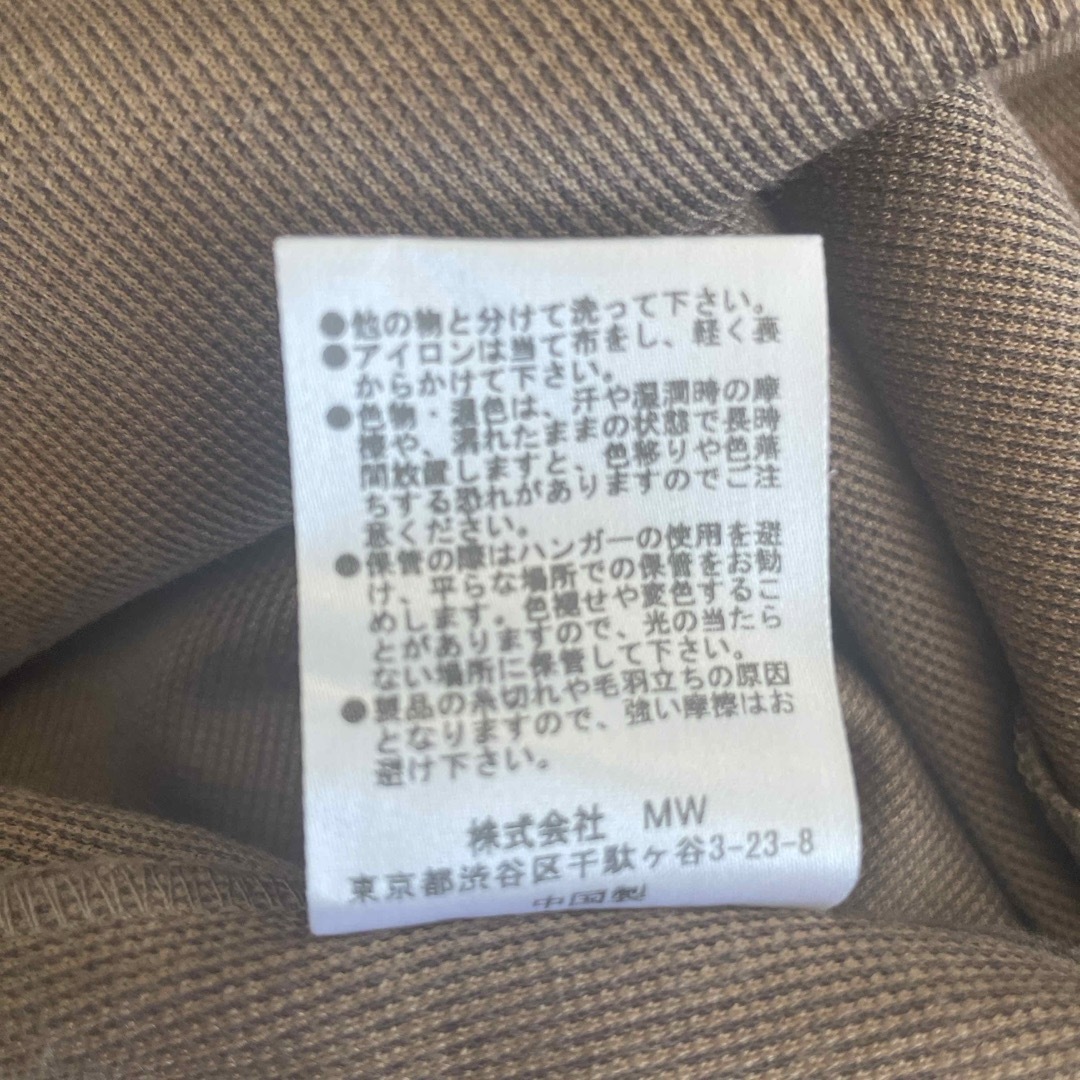 ●他の物と分けて洗って下さい。
●アイロンは当て布をし、軽く裏
からかけて下さい。
●色物・濃色は、汗や湿潤時の摩
擦や、濡れたままの状態で長時
間放置しますと、色移りや色落
ちする恐れがありますのでご注
意ください。
●保管の際はハンガーの使用を避
け、平らな場所での保管をお勧
めします。色褪せや変色するこ
とがありますので、光の当たら
ない場所に保管して下さい。
●製品の糸切れや毛羽立ちの原因
となりますので、強い摩擦はお
避け下さい。
株式会社 MW
東京都渋谷区千駄ヶ谷3-23-8
中国製